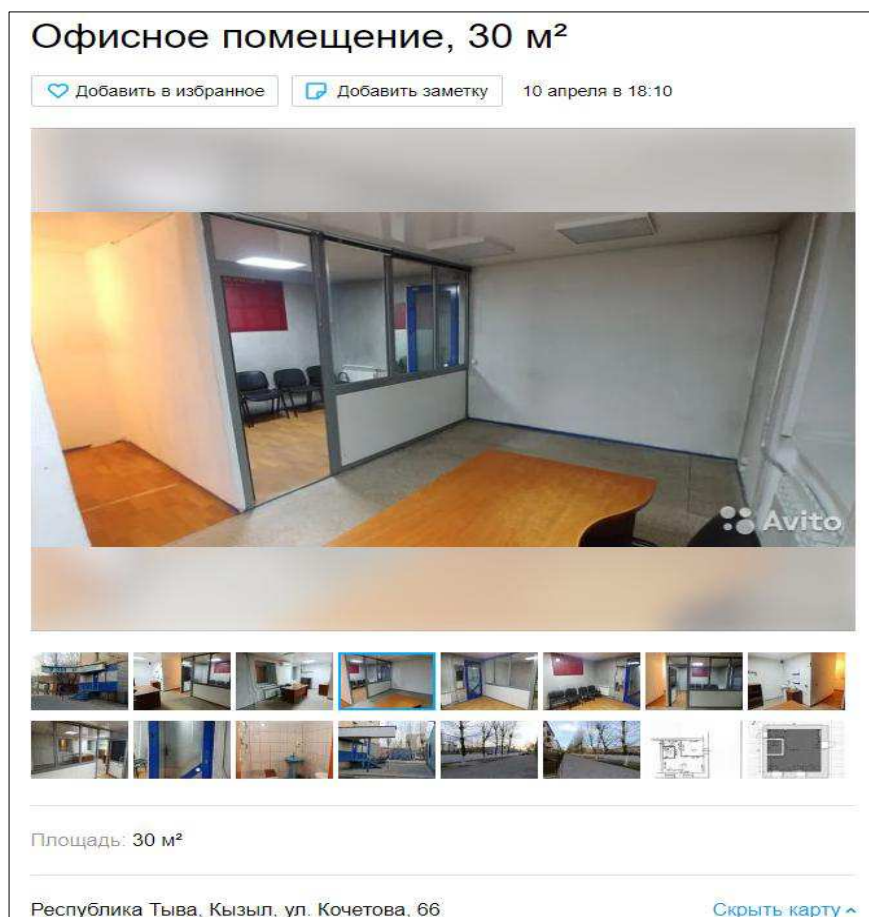 Офисное помещение, 30 м²
Добавить в избранное Добавить заметку 10 апреля в 18:10
Avito
Площадь: 30 м²
Республика Тыва, Кызыл, ул. Кочетова, 66 Скрыть карту